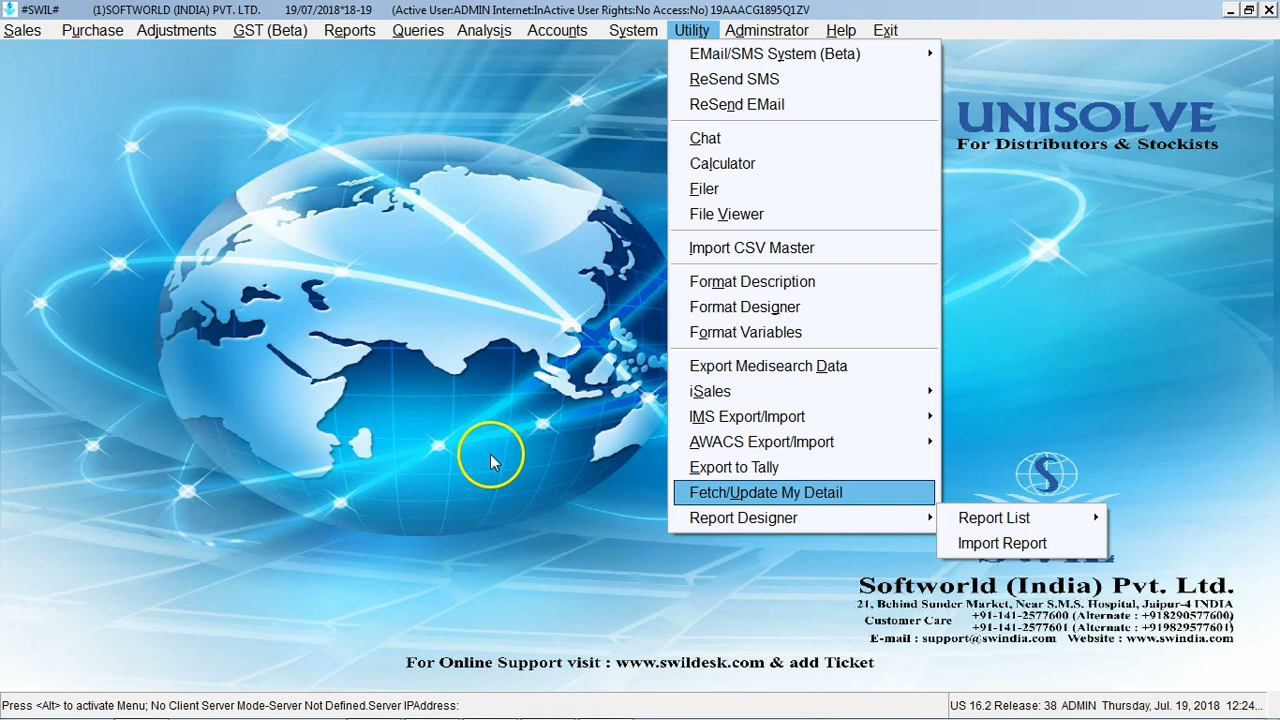 #SWIL# (1)SOFTWORLD (INDIA) PVT. LTD. 19/07/2018*18-19 (Active User:ADMIN Internet:InActive User Rights:No Access:No) 19AAACG1895Q1ZV
Sales Purchase Adjustments GST (Beta) Reports Queries Analysis Accounts System Utility Adminstrator Help Exit
EMail/SMS System (Beta)
ReSend SMS
ReSend EMail
Chat
Calculator
Filer
File Viewer
Import CSV Master
Format Description
Format Designer
Format Variables
Export Medisearch Data
iSales
IMS Export/Import
AWACS Export/Import
Export to Tally
Fetch/Update My Detail
Report Designer
Report List
Import Report
UNISOLVE
For Distributors & Stockists
S
Softworld (India) Pvt. Ltd.
21, Behind Sunder Market, Near S.M.S. Hospital, Jaipur-4 INDIA
Customer Care +91-141-2577600 (Alternate : +918290577600)
+91-141-2577601 (Alternate : +919829057601)
E-mail : support@swindia.com Website : www.swindia.com
For Online Support visit : www.swildesk.com & add Ticket
Press <Alt> to activate Menu; No Client Server Mode-Server Not Defined.Server IPAddress:
US 16.2 Release: 38 ADMIN Thursday, Jul. 19, 2018 12:24...